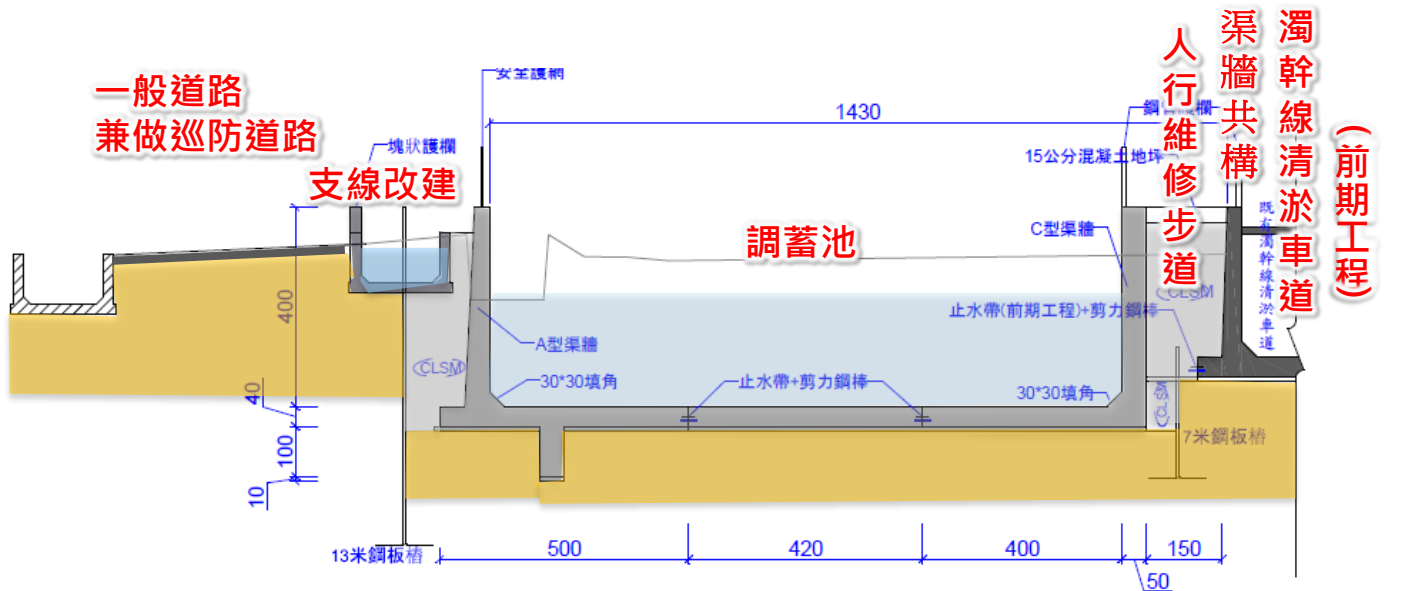 一般道路
兼做巡防道路
支線改建
塊狀護欄
安全護網
1430
15公分混凝土地坪
人行維修步道
渠牆共構
濁幹線清淤車道
(前期工程)
調蓄池
C型渠牆
CLSM
既有濁幹線清淤車道
止水帶(前期工程)+剪力鋼棒
400
A型渠牆
CLSM
30*30填角
止水帶+剪力鋼棒
30*30填角
CLSM
40
100
10
7米鋼板樁
13米鋼板樁
500
420
400
150
50